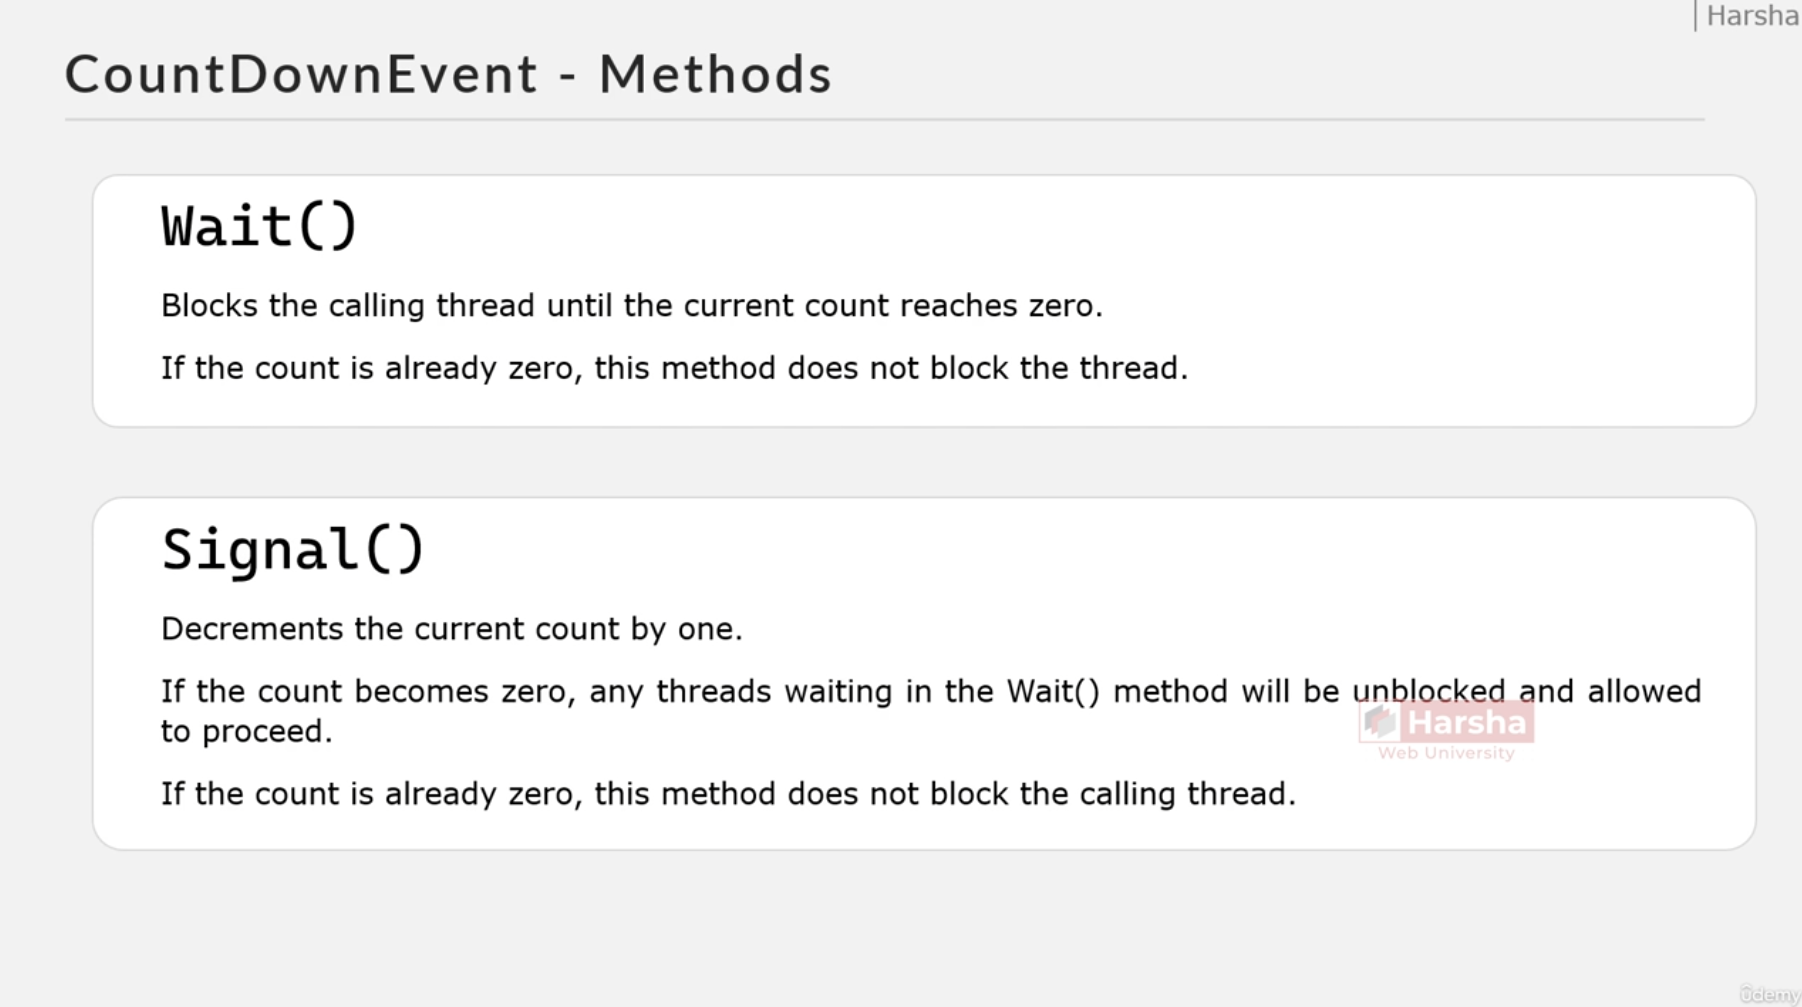 Harsha
CountDownEvent - Methods
Wait()
Blocks the calling thread until the current count reaches zero.
If the count is already zero, this method does not block the thread.
Signal()
Decrements the current count by one.
If the count becomes zero, any threads waiting in the Wait() method will be unblocked and allowed
to proceed.
Harsha
Web University
If the count is already zero, this method does not block the calling thread.
ûdemy